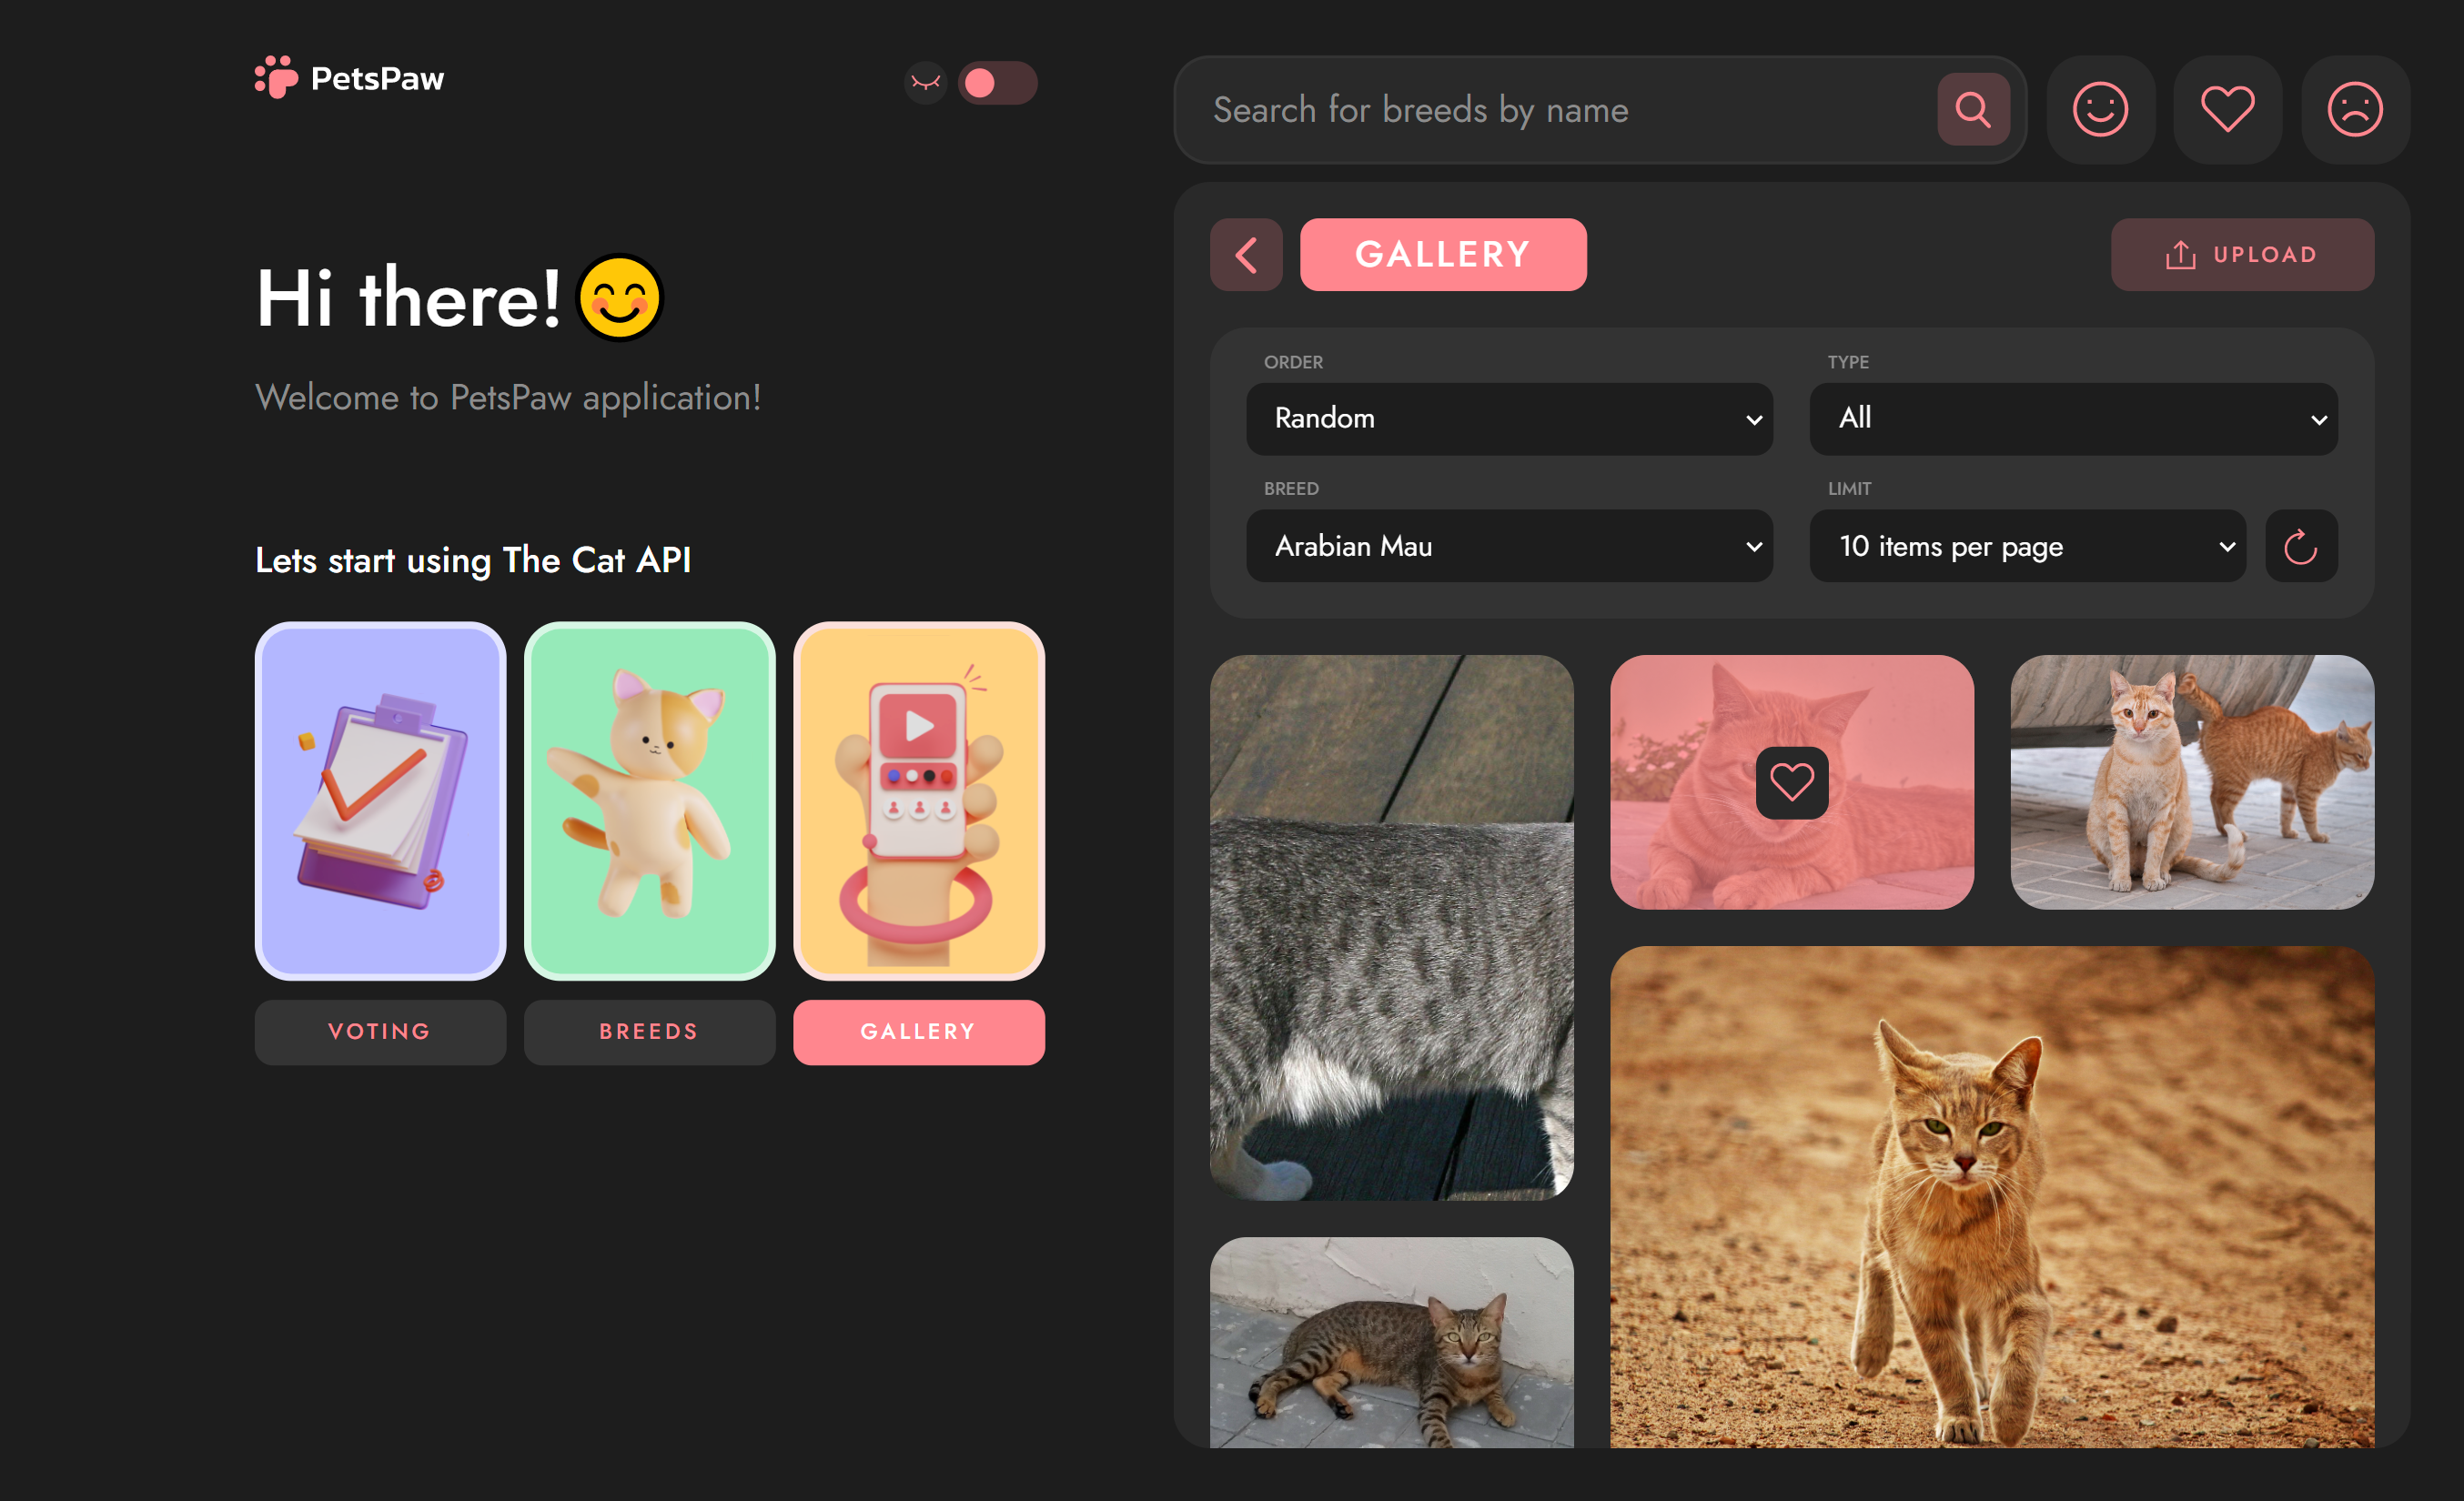 PetsPaw
Hi there!
Welcome to PetsPaw application!
Lets start using The Cat API
VOTING
BREEDS
GALLERY
Search for breeds by name
GALLERY
UPLOAD
ORDER
Random
TYPE
All
BREED
Arabian Mau
LIMIT
10 items per page